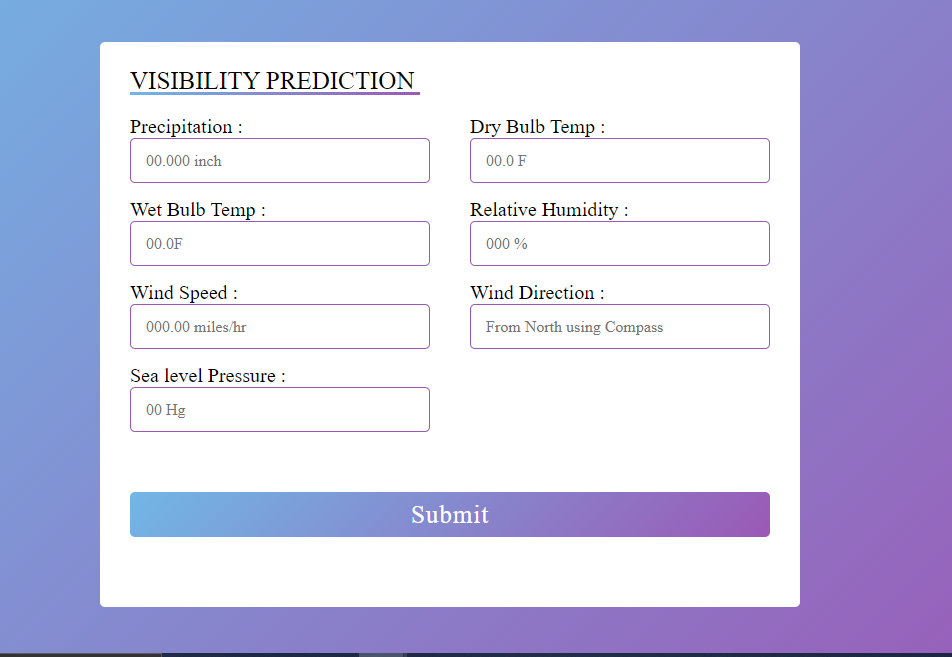 VISIBILITY PREDICTION
Precipitation :
00.000 inch
Dry Bulb Temp :
00.0 F
Wet Bulb Temp :
00.0F
Relative Humidity :
000 %
Wind Speed :
000.00 miles/hr
Wind Direction :
From North using Compass
Sea level Pressure :
00 Hg
Submit